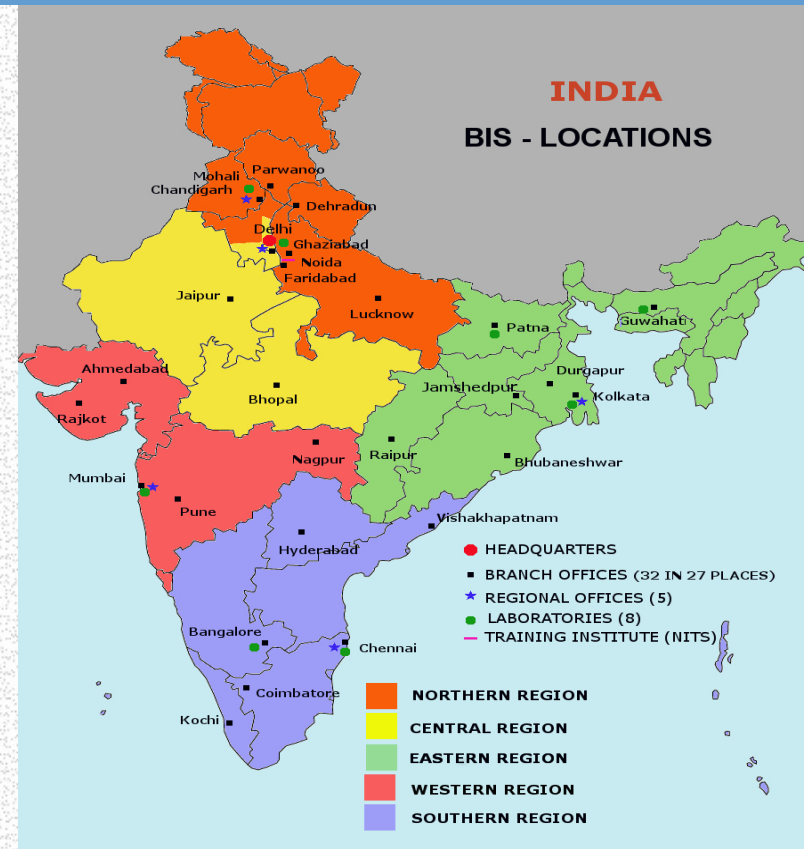 INDIA
BIS - LOCATIONS
Mohali
Parwanoo
Chandigarh
Dehradun
Delhi
Ghaziabad
Noida
Faridabad
Jaipur
Lucknow
Patna
Guwahati
Ahmedabad
Durgapur
Jamshedpur
Bhopal
Kolkata
Rajkot
Raipur
Nagpur
Bhubaneshwar
Mumbai
Pune
Vishakhapatnam
Hyderabad
HEADQUARTERS
BRANCH OFFICES (32 IN 27 PLACES)
REGIONAL OFFICES (5)
LABORATORIES (8)
TRAINING INSTITUTE (NITS)
Bangalore
Chennai
Coimbatore
Kochi
NORTHERN REGION
CENTRAL REGION
EASTERN REGION
WESTERN REGION
SOUTHERN REGION